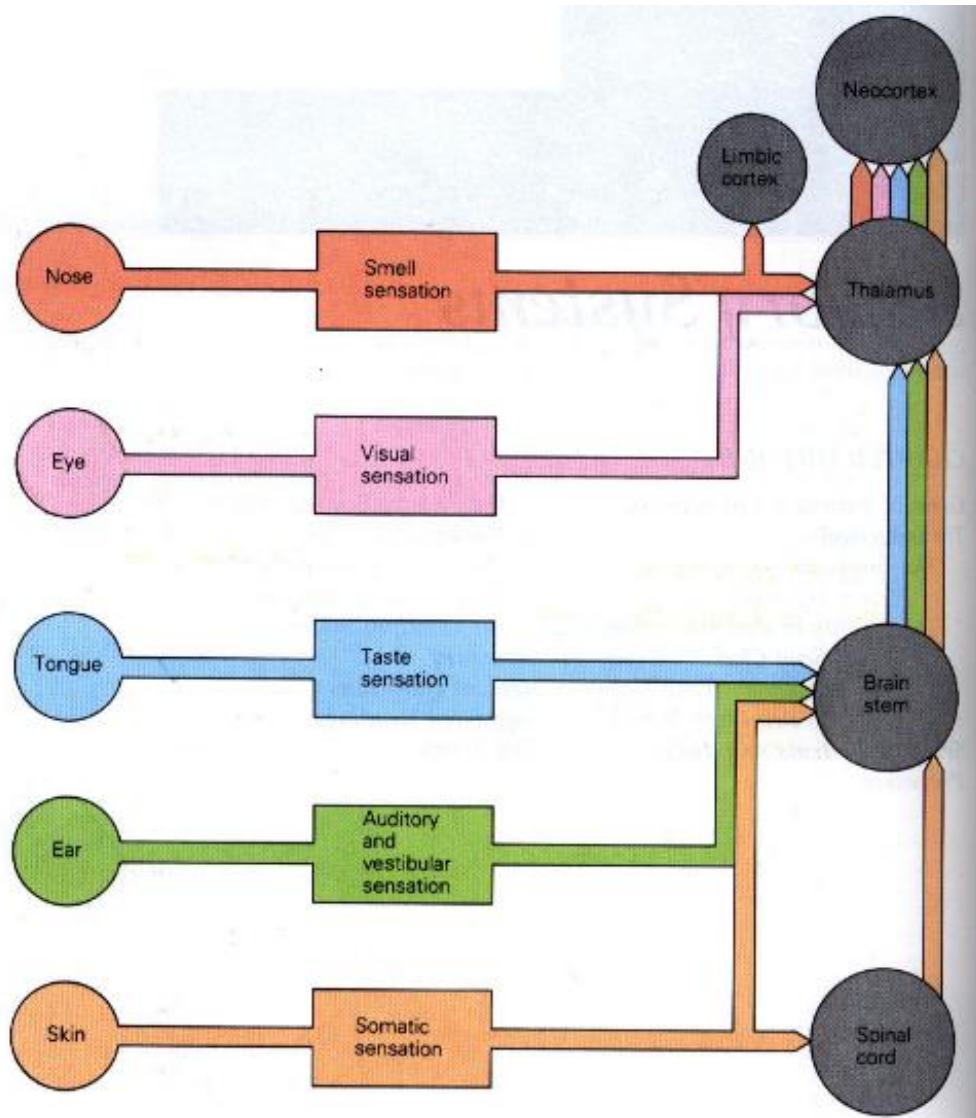 Neocortex
Limbic
cortex
Nose
Smell
sensation
Thalamus
Eye
Visual
sensation
Tongue
Taste
sensation
Brain
stem
Ear
Auditory
and
vestibular
sensation
Skin
Somatic
sensation
Spinal
cord